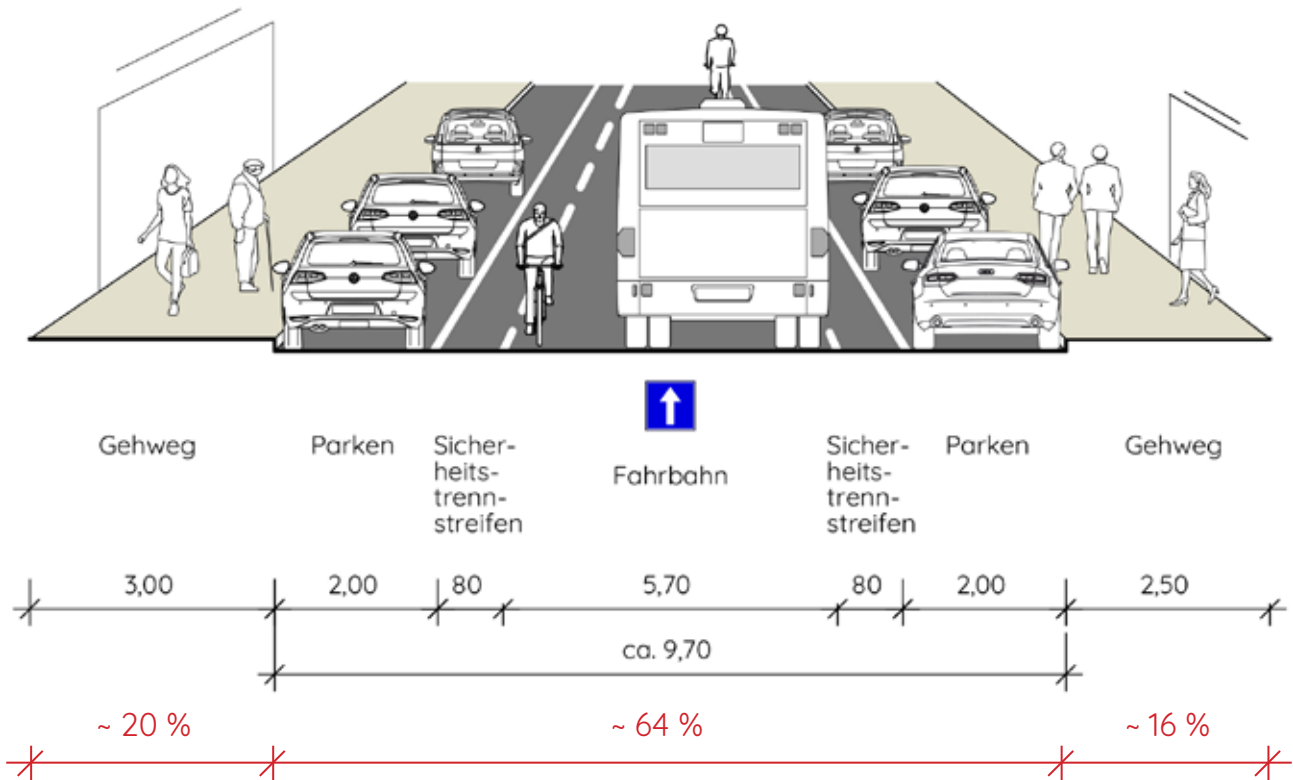 Gehweg
Parken
Sicher-
heits-
trenn-
streifen
Fahrbahn
Sicher-
heits-
trenn-
streifen
Parken
Gehweg
3,00
2,00
80
5,70
80
2,00
2,50
ca. 9,70
~ 20 %
~ 64 %
~ 16 %